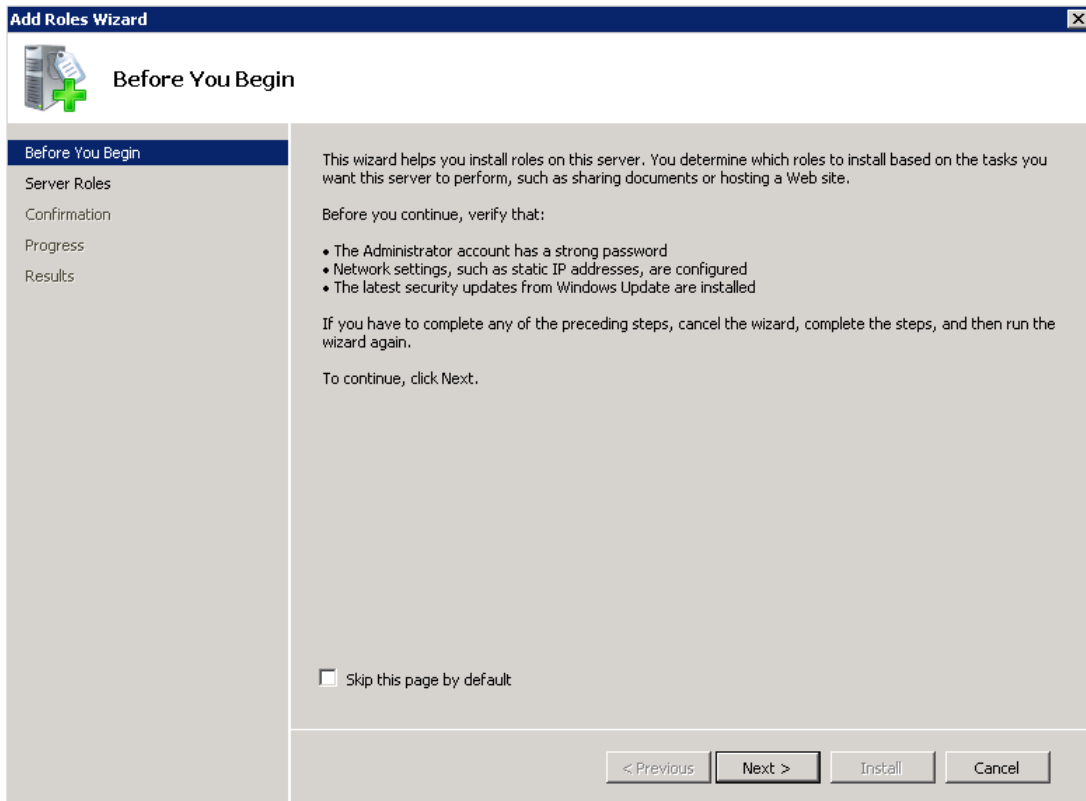 Add Roles Wizard
Before You Begin
Before You Begin
Server Roles
Confirmation
Progress
Results
This wizard helps you install roles on this server. You determine which roles to install based on the tasks you
want this server to perform, such as sharing documents or hosting a Web site.
Before you continue, verify that:
• The Administrator account has a strong password
• Network settings, such as static IP addresses, are configured
• The latest security updates from Windows Update are installed
If you have to complete any of the preceding steps, cancel the wizard, complete the steps, and then run the
wizard again.
To continue, click Next.
Skip this page by default
< Previous Next > Install Cancel